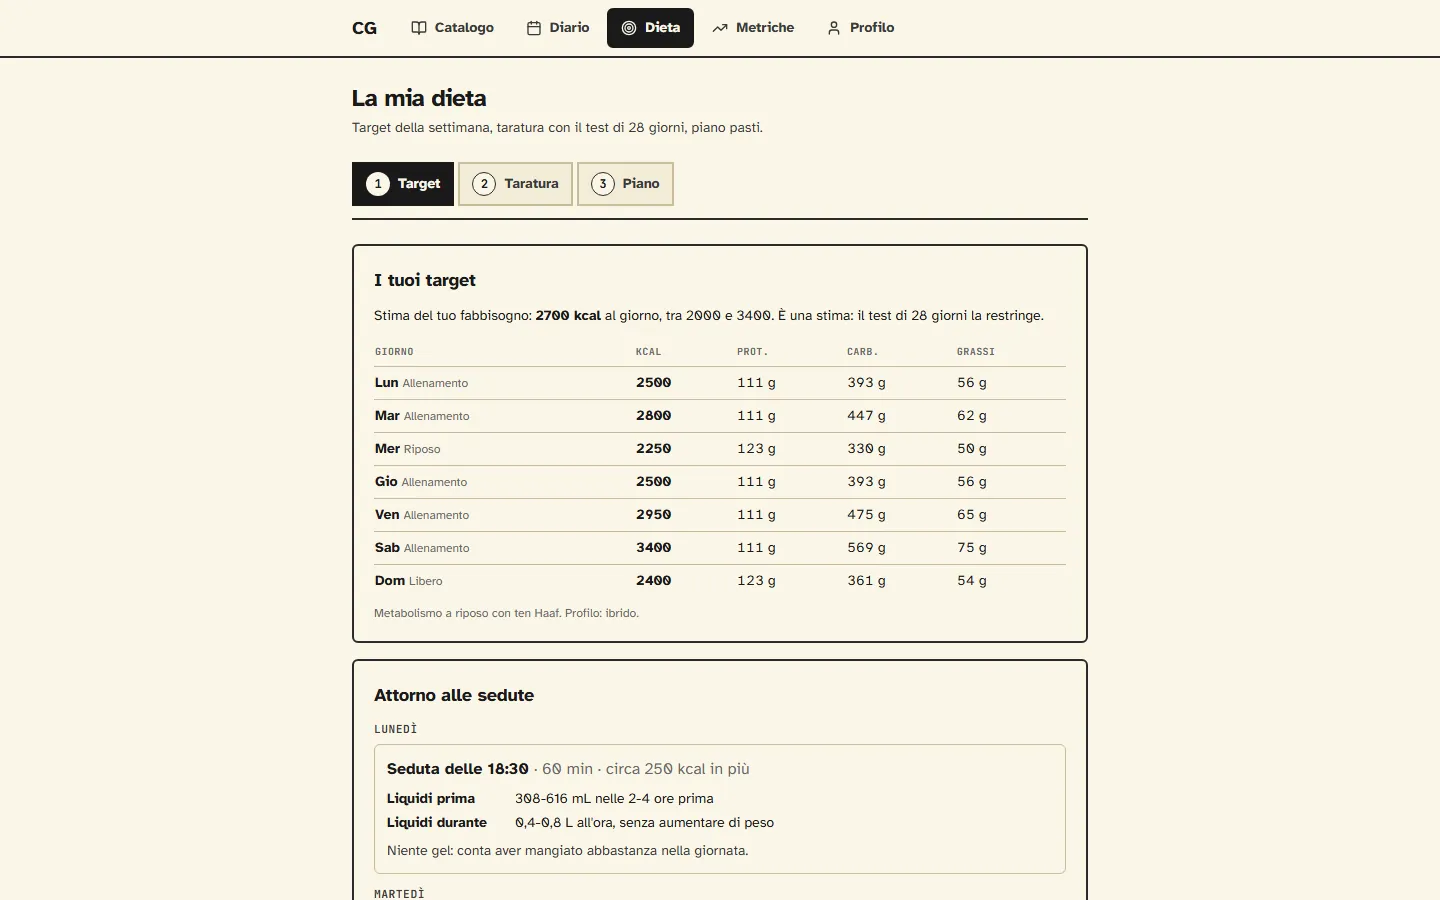 CG Catalogo Diario Dieta Metriche Profilo
La mia dieta
Target della settimana, taratura con il test di 28 giorni, piano pasti.
1 Target 2 Taratura 3 Piano
I tuoi target
Stima del tuo fabbisogno: 2700 kcal al giorno, tra 2000 e 3400. È una stima: il test di 28 giorni la restringe.
GIORNO KCAL PROT. CARB. GRASSI
Lun Allenamento 2500 111 g 393 g 56 g
Mar Allenamento 2800 111 g 447 g 62 g
Mer Riposo 2250 123 g 330 g 50 g
Gio Allenamento 2500 111 g 393 g 56 g
Ven Allenamento 2950 111 g 475 g 65 g
Sab Allenamento 3400 111 g 569 g 75 g
Dom Libero 2400 123 g 361 g 54 g
Metabolismo a riposo con ten Haaf. Profilo: ibrido.
Attorno alle sedute
LUNEDÌ
Seduta delle 18:30 · 60 min · circa 250 kcal in più
Liquidi prima 308-616 mL nelle 2-4 ore prima
Liquidi durante 0,4-0,8 L all'ora, senza aumentare di peso
Niente gel: conta aver mangiato abbastanza nella giornata.
MARTEDÌ